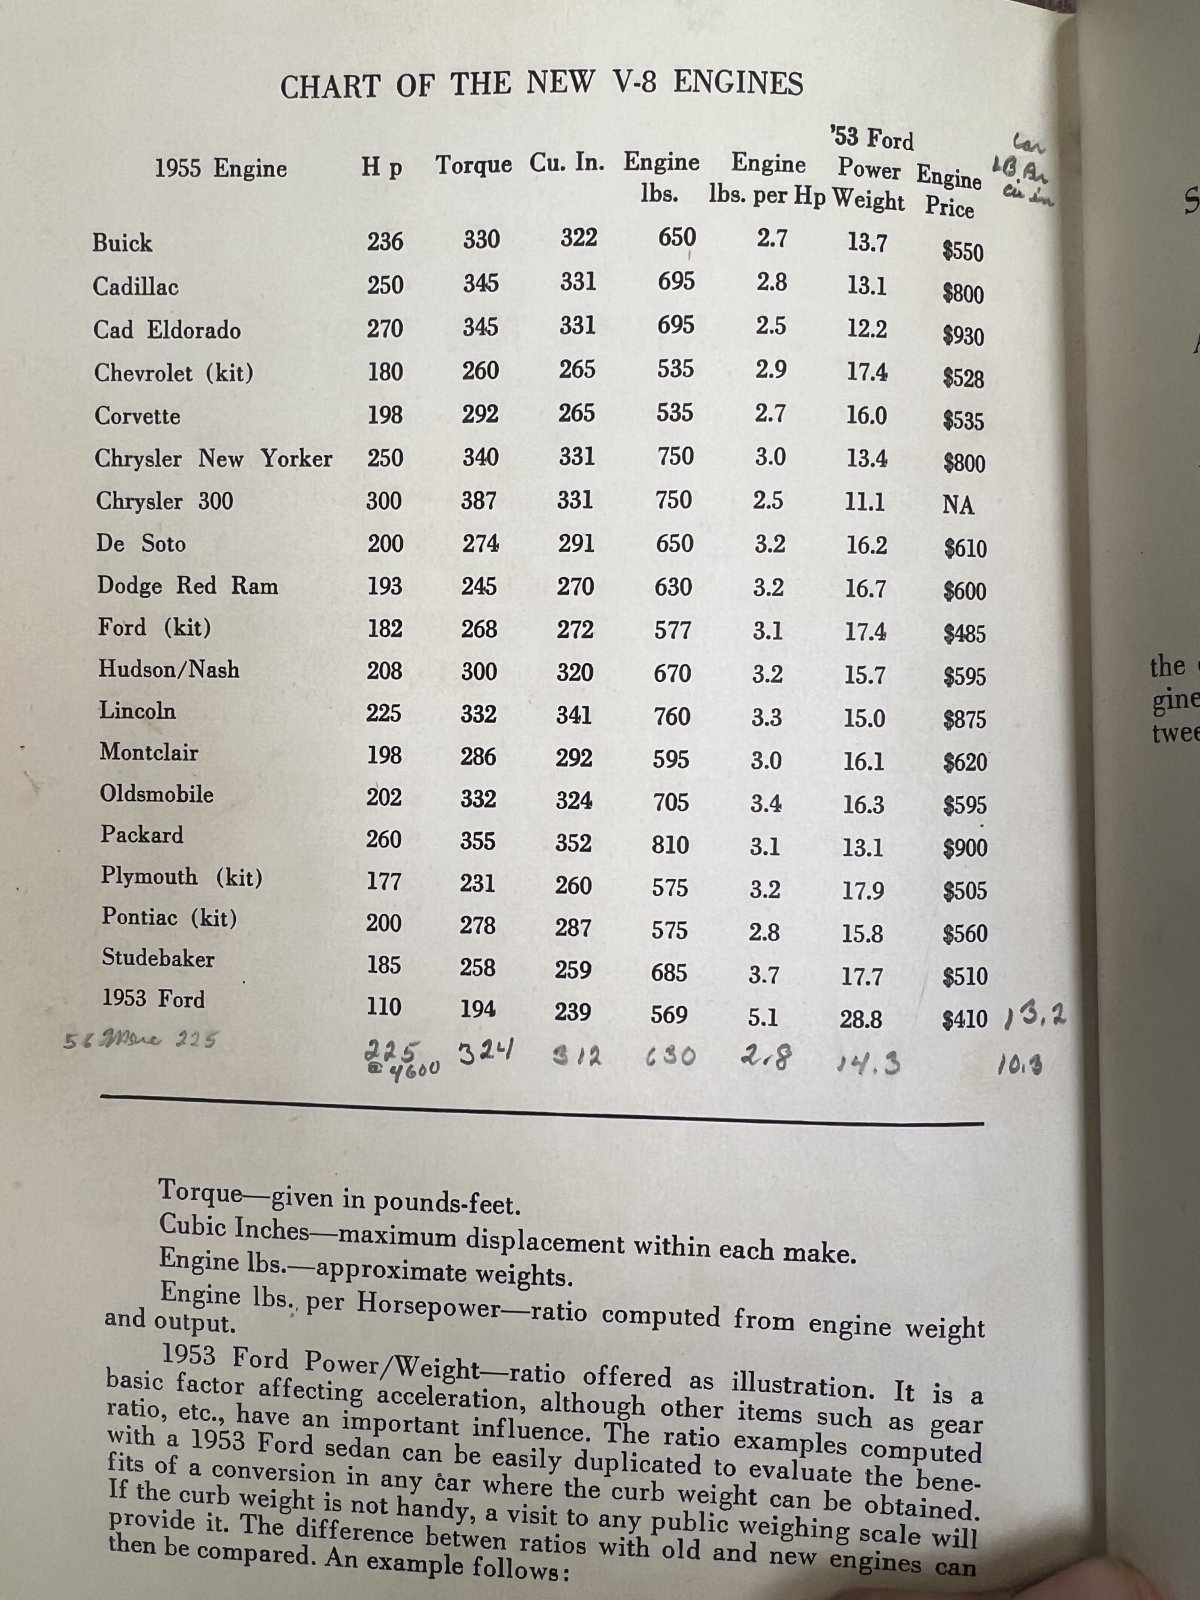 CHART OF THE NEW V-8 ENGINES
1955 Engine H p Torque Cu. In. Engine lbs. Engine lbs. per Hp '53 Ford Power Weight Engine Price Car LB. Per cu in
Buick 236 330 322 650 2.7 13.7 $550
Cadillac 250 345 331 695 2.8 13.1 $800
Cad Eldorado 270 345 331 695 2.5 12.2 $930
Chevrolet (kit) 180 260 265 535 2.9 17.4 $528
Corvette 198 292 265 535 2.7 16.0 $535
Chrysler New Yorker 250 340 331 750 3.0 13.4 $800
Chrysler 300 300 387 331 750 2.5 11.1 NA
De Soto 200 274 291 650 3.2 16.2 $610
Dodge Red Ram 193 245 270 630 3.2 16.7 $600
Ford (kit) 182 268 272 577 3.1 17.4 $485
Hudson/Nash 208 300 320 670 3.2 15.7 $595
Lincoln 225 332 341 760 3.3 15.0 $875
Montclair 198 286 292 595 3.0 16.1 $620
Oldsmobile 202 332 324 705 3.4 16.3 $595
Packard 260 355 352 810 3.1 13.1 $900
Plymouth (kit) 177 231 260 575 3.2 17.9 $505
Pontiac (kit) 200 278 287 575 2.8 15.8 $560
Studebaker 185 258 259 685 3.7 17.7 $510
1953 Ford 110 194 239 569 5.1 28.8 $410 13.2
56 Merc 225 225 324 312 630 2.8 14.3 10.3
@ 4600
Torque—given in pounds-feet.
Cubic Inches—maximum displacement within each make.
Engine lbs.—approximate weights.
Engine lbs. per Horsepower—ratio computed from engine weight
and output.
1953 Ford Power/Weight—ratio offered as illustration. It is a
basic factor affecting acceleration, although other items such as gear
ratio, etc., have an important influence. The ratio examples computed
with a 1953 Ford sedan can be easily duplicated to evaluate the bene-
fits of a conversion in any car where the curb weight can be obtained.
If the curb weight is not handy, a visit to any public weighing scale will
provide it. The difference betwen ratios with old and new engines can
then be compared. An example follows:
the
gine
twee